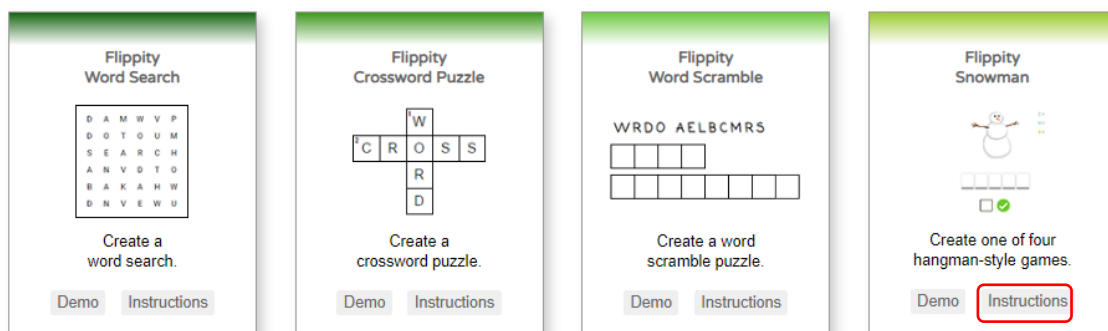 Flippity
Word Search
D A M W V P
D O T O U M
S E A R C H
A N V D T O
B A K A H W
D N V E W U
Create a
word search.
Demo Instructions
Flippity
Crossword Puzzle
1
W
2
C R O S S
R
D
Create a
crossword puzzle.
Demo Instructions
Flippity
Word Scramble
WRDO AELBCMRS
Create a word
scramble puzzle.
Demo Instructions
Flippity
Snowman
Create one of four
hangman-style games.
Demo Instructions